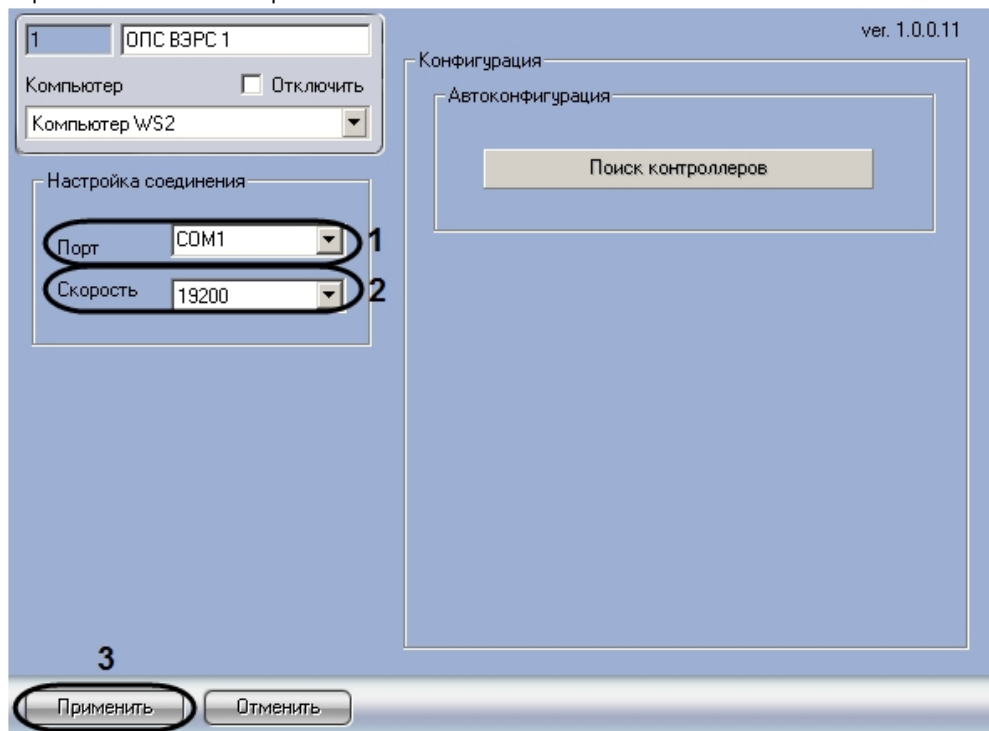 1 ОПС ВЭРС 1
ver. 1.0.0.11
Компьютер Отключить
Компьютер WS2
Конфигурация
Автоконфигурация
Поиск контроллеров
Настройка соединения
Порт COM1 1
Скорость 19200 2
3
Применить Отменить